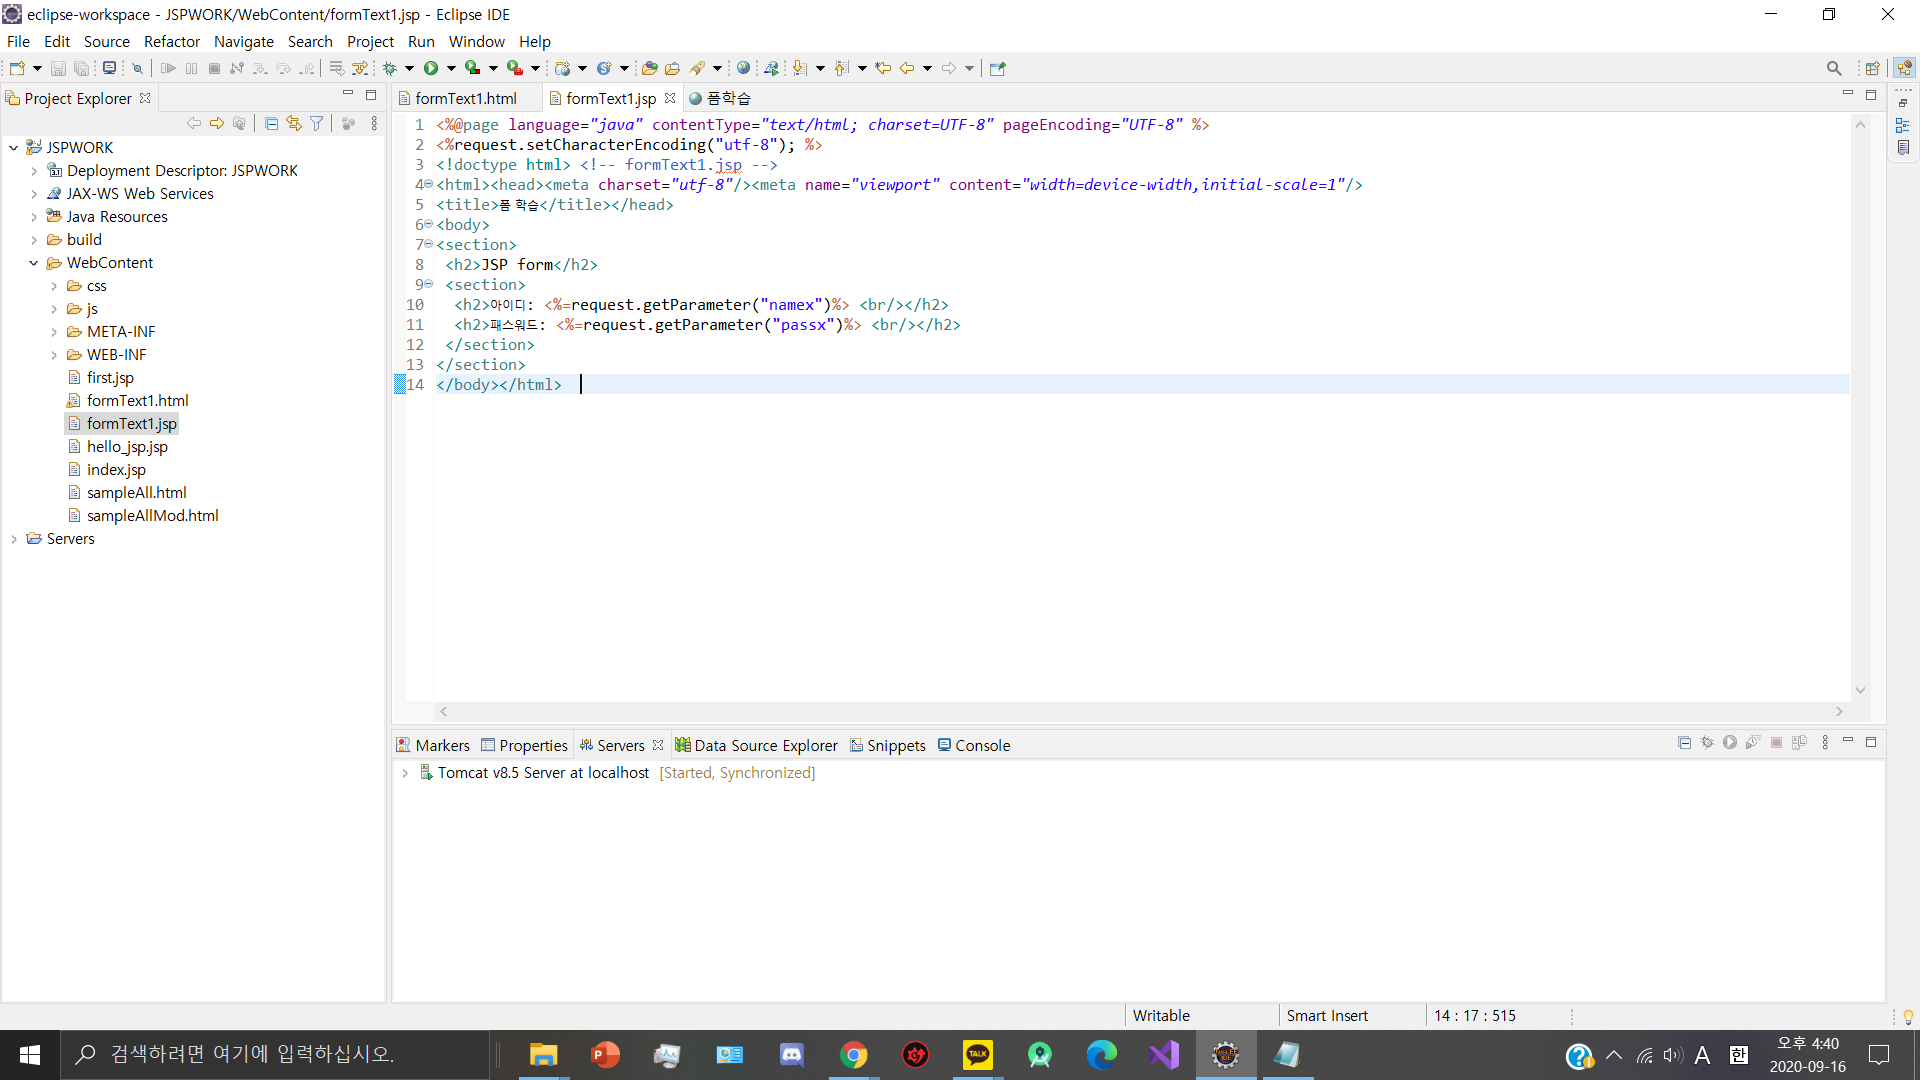 eclipse-workspace - JSPWORK/WebContent/formText1.jsp - Eclipse IDE
File Edit Source Refactor Navigate Search Project Run Window Help
Project Explorer
formText1.html formText1.jsp 폼학습
JSPWORK
Deployment Descriptor: JSPWORK
JAX-WS Web Services
Java Resources
build
WebContent
css
js
META-INF
WEB-INF
first.jsp
formText1.html
formText1.jsp
hello_jsp.jsp
index.jsp
sampleAll.html
sampleAllMod.html
Servers
1 <%@page language="java" contentType="text/html; charset=UTF-8" pageEncoding="UTF-8" %>
2 <%request.setCharacterEncoding("utf-8"); %>
3 <!doctype html> <!-- formText1.jsp -->
4 <html><head><meta charset="utf-8"/><meta name="viewport" content="width=device-width,initial-scale=1"/>
5 <title>폼 학습</title></head>
6 <body>
7 <section>
8 <h2>JSP form</h2>
9 <section>
10 <h2>아이디: <%=request.getParameter("namex")%> <br/></h2>
11 <h2>패스워드: <%=request.getParameter("passx")%> <br/></h2>
12 </section>
13 </section>
14 </body></html>
Markers Properties Servers Data Source Explorer Snippets Console
Tomcat v8.5 Server at localhost [Started, Synchronized]
Writable Smart Insert 14 : 17 : 515
검색하려면 여기에 입력하십시오.
TALK
A 한
오후 4:40
2020-09-16